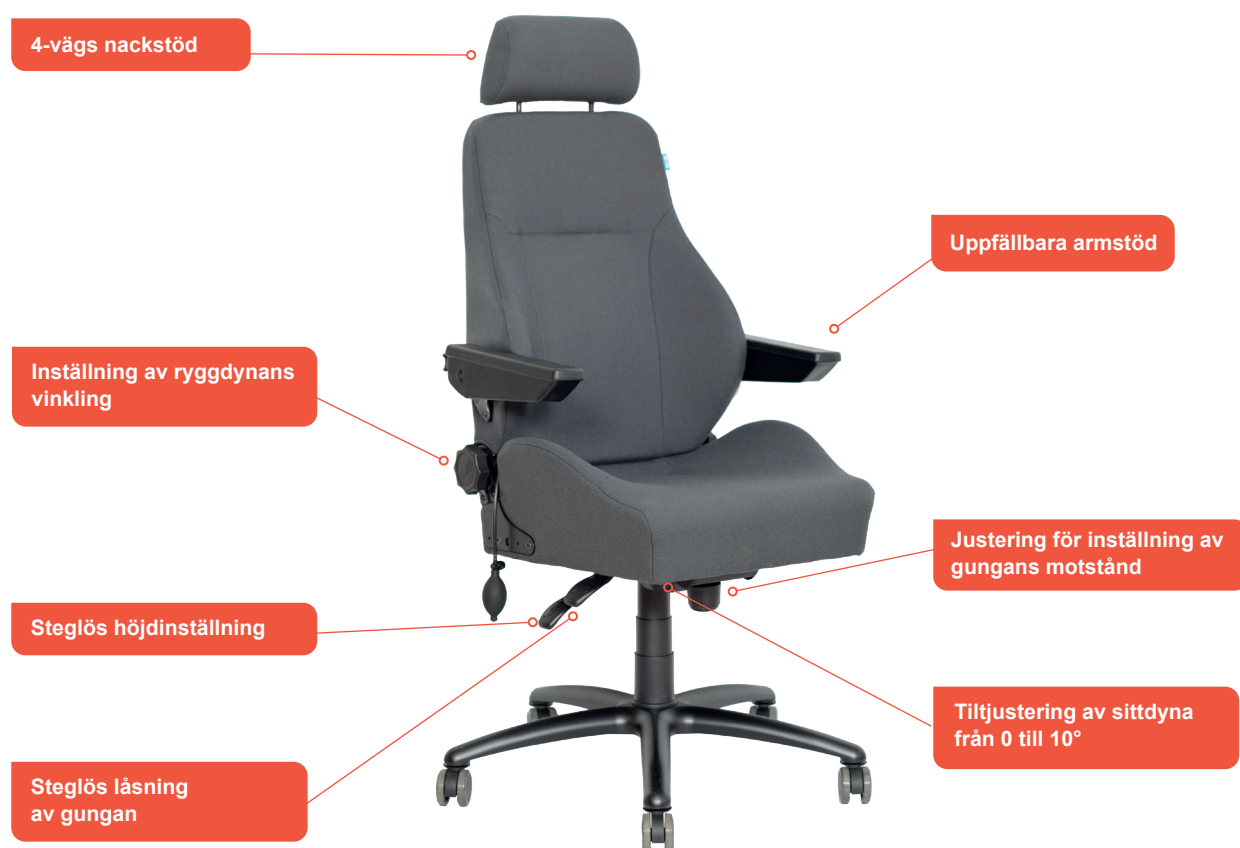 4-vägs nackstöd
Uppfällbara armstöd
Inställning av ryggdynans
vinkling
Justering för inställning av
gungans motstånd
Steglös höjdinställning
Tiltjustering av sittdyna
från 0 till 10°
Steglös låsning
av gungan